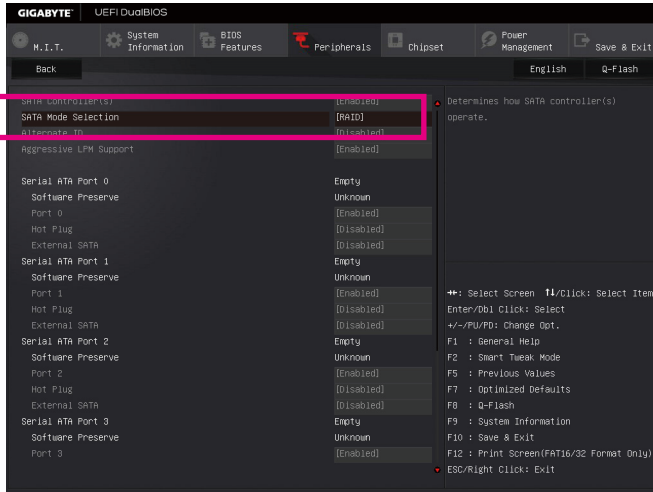 GIGABYTE™ UEFI DualBIOS
M.I.T. System Information BIOS Features Peripherals Chipset Power Management Save & Exit
Back English Q-Flash
SATA Controller(s) [Enabled]
SATA Mode Selection [RAID]
Alternate ID [Disabled]
Aggressive LPM Support [Enabled]
Serial ATA Port 0 Empty
Software Preserve Unknown
Port 0 [Enabled]
Hot Plug [Disabled]
External SATA [Disabled]
Serial ATA Port 1 Empty
Software Preserve Unknown
Port 1 [Enabled]
Hot Plug [Disabled]
External SATA [Disabled]
Serial ATA Port 2 Empty
Software Preserve Unknown
Port 2 [Enabled]
Hot Plug [Disabled]
External SATA [Disabled]
Serial ATA Port 3 Empty
Software Preserve Unknown
Port 3 [Enabled]
Determines how SATA controller(s)
operate.
→←: Select Screen ↑↓/Click: Select Item
Enter/Dbl Click: Select
+/-/PU/PD: Change Opt.
F1 : General Help
F2 : Smart Tweak Mode
F5 : Previous Values
F7 : Optimized Defaults
F8 : Q-Flash
F9 : System Information
F10 : Save & Exit
F12 : Print Screen(FAT16/32 Format Only)
ESC/Right Click: Exit